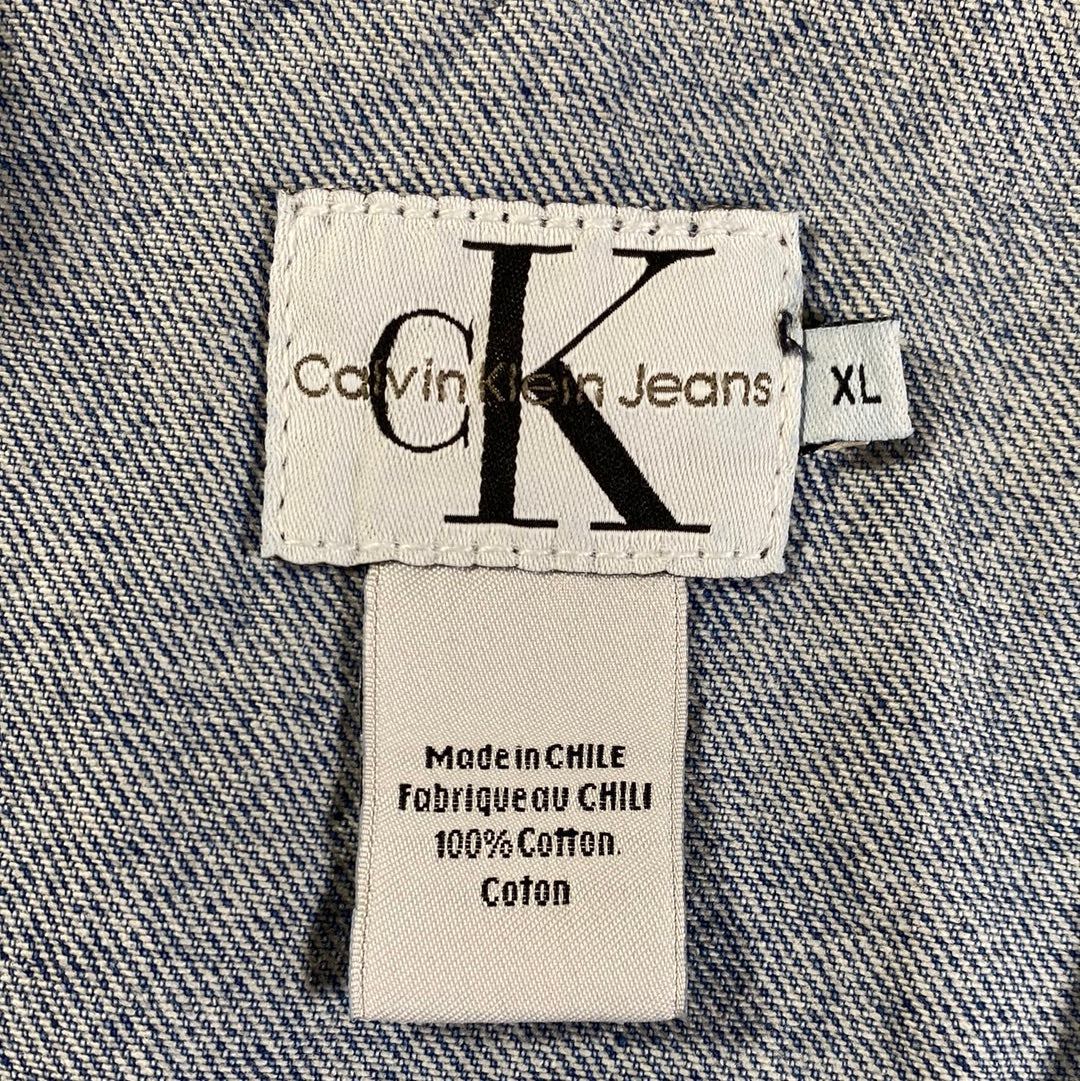 CK
Calvin Klein Jeans
XL
Made in CHILE
Fabrique au CHILI
100% Cotton.
Coton